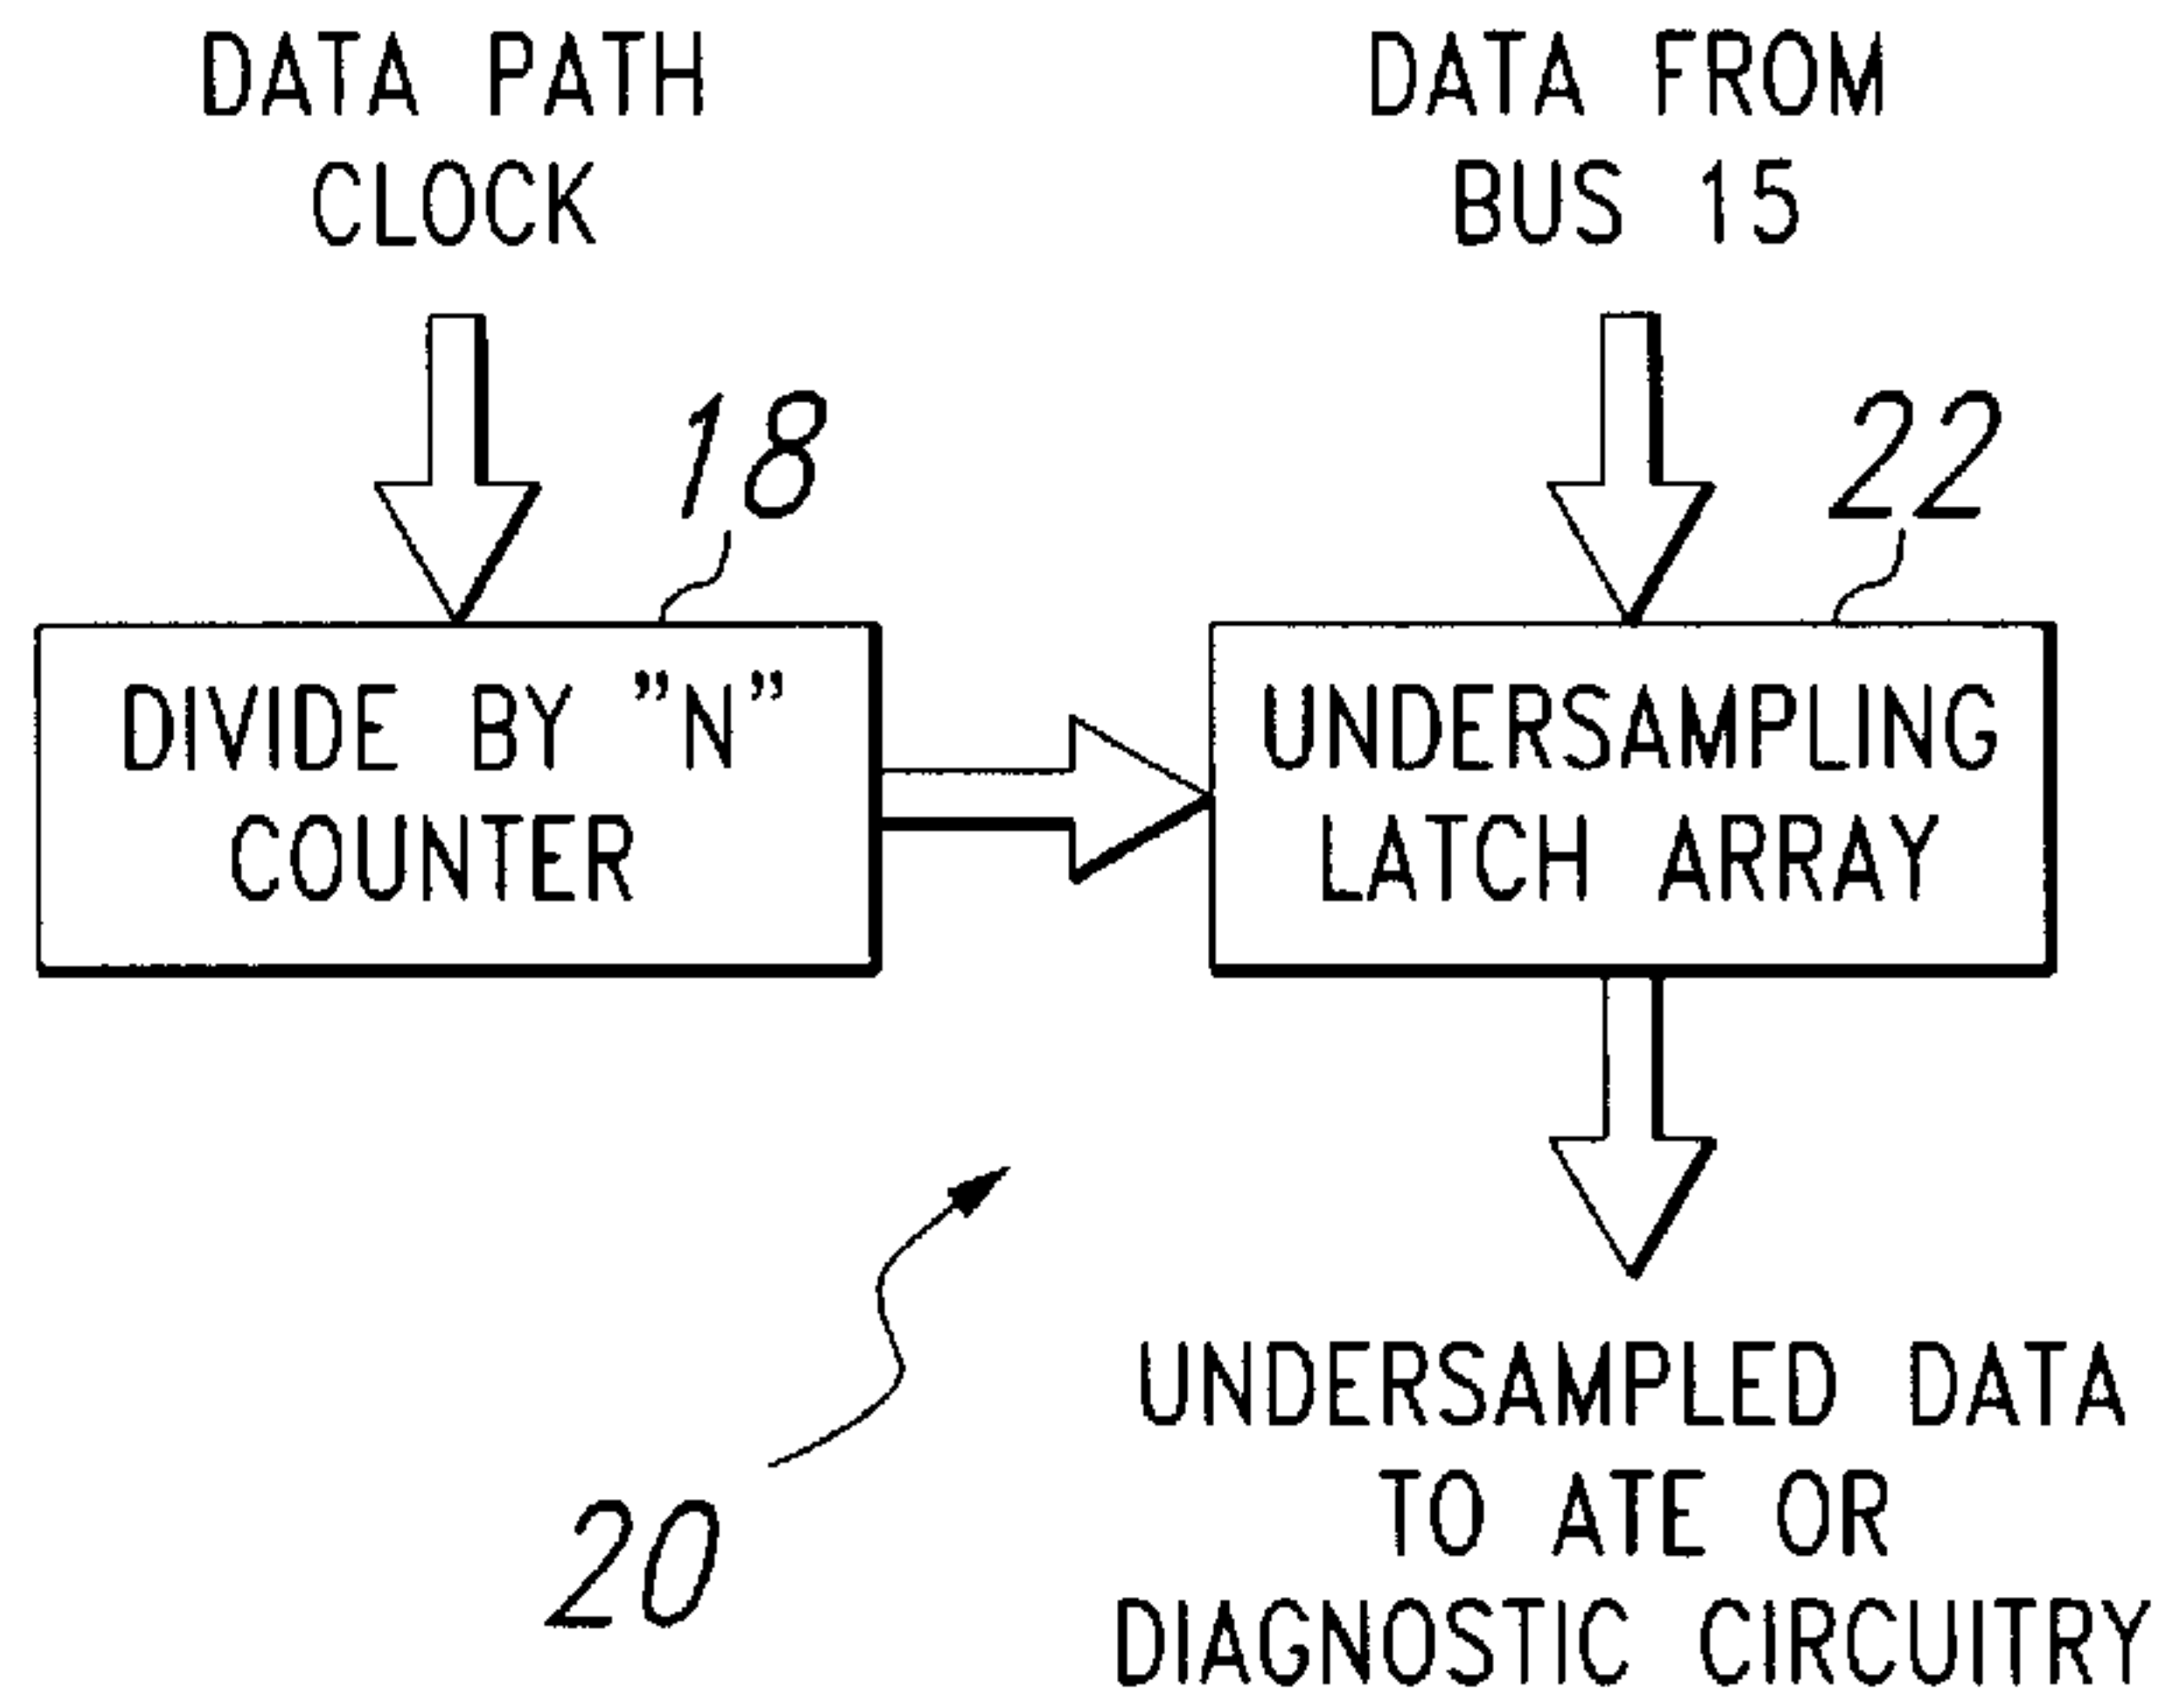 DATA PATH
CLOCK
DATA FROM
BUS 15
18
22
DIVIDE BY "N"
COUNTER
UNDERSAMPLING
LATCH ARRAY
20
UNDERSAMPLED DATA
TO ATE OR
DIAGNOSTIC CIRCUITRY